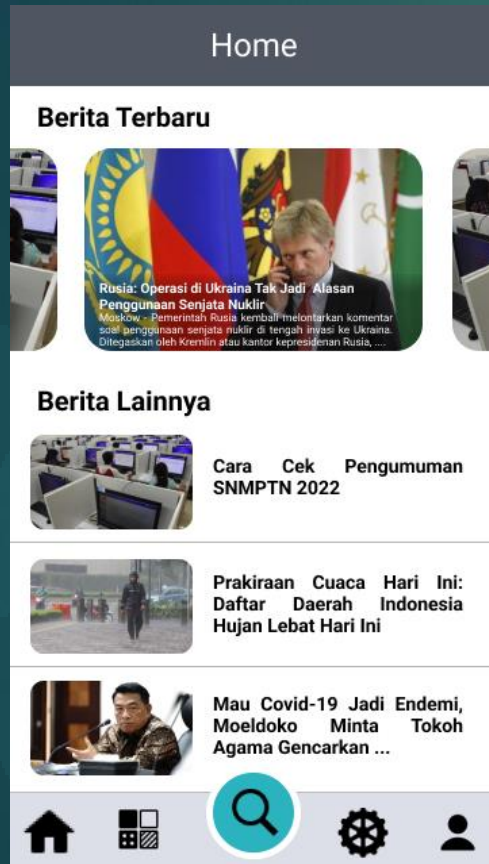 Home
Berita Terbaru
Rusia: Operasi di Ukraina Tak Jadi Alasan
Penggunaan Senjata Nuklir
Moskow - Pemerintah Rusia kembali melontarkan komentar
soal penggunaan senjata nuklir di tengah invasi ke Ukraina.
Ditegaskan oleh Kremlin atau kantor kepresidenan Rusia, ....
Berita Lainnya
Cara Cek Pengumuman
SNMPTN 2022
Prakiraan Cuaca Hari Ini:
Daftar Daerah Indonesia
Hujan Lebat Hari Ini
Mau Covid-19 Jadi Endemi,
Moeldoko Minta Tokoh
Agama Gencarkan ...